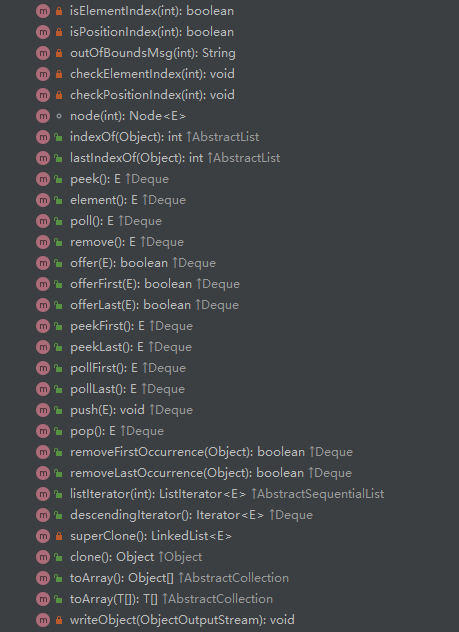 m isElementIndex(int): boolean
m isPositionIndex(int): boolean
m outOfBoundsMsg(int): String
m checkElementIndex(int): void
m checkPositionIndex(int): void
m node(int): Node<E>
m indexOf(Object): int ↑AbstractList
m lastIndexOf(Object): int ↑AbstractList
m peek(): E ↑Deque
m element(): E ↑Deque
m poll(): E ↑Deque
m remove(): E ↑Deque
m offer(E): boolean ↑Deque
m offerFirst(E): boolean ↑Deque
m offerLast(E): boolean ↑Deque
m peekFirst(): E ↑Deque
m peekLast(): E ↑Deque
m pollFirst(): E ↑Deque
m pollLast(): E ↑Deque
m push(E): void ↑Deque
m pop(): E ↑Deque
m removeFirstOccurrence(Object): boolean ↑Deque
m removeLastOccurrence(Object): boolean ↑Deque
m listIterator(int): ListIterator<E> ↑AbstractSequentialList
m descendingIterator(): Iterator<E> ↑Deque
m superClone(): LinkedList<E>
m clone(): Object ↑Object
m toArray(): Object[] ↑AbstractCollection
m toArray(T[]): T[] ↑AbstractCollection
m writeObject(ObjectOutputStream): void